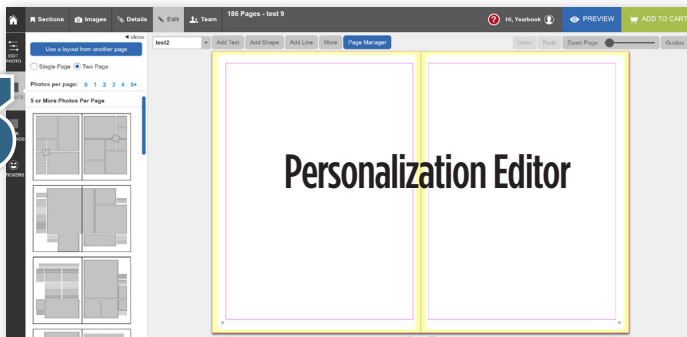 Sections Images Details Edit Team 186 Pages - test 9 ? Hi, Yearbook PREVIEW ADD TO CART
close
Use a layout from another page
test2 Add Text Add Shape Add Line More Page Manager Undo Redo Zoom Page Guides
EDIT
PHOTO
Single Page Two Page
Photos per page: 0 1 2 3 4 5+
5 or More Photos Per Page
Personalization Editor